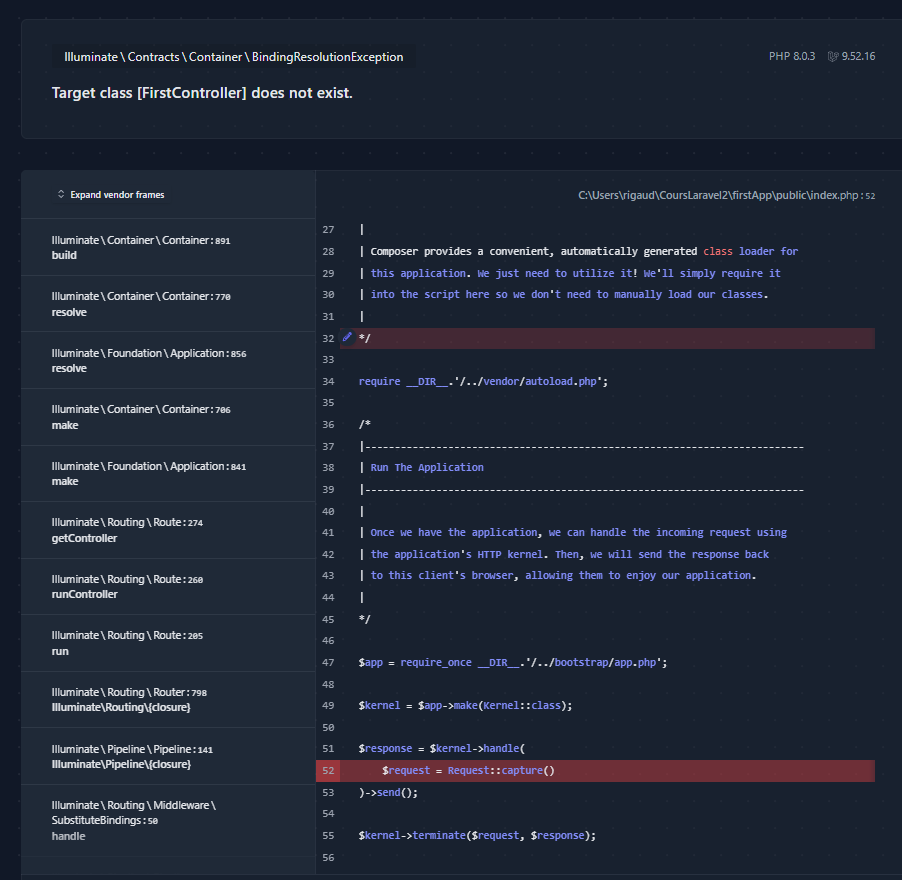 Illuminate\Contracts\Container\BindingResolutionException
PHP 8.0.3
9.52.16
Target class [FirstController] does not exist.
Expand vendor frames
Illuminate\Container\Container:891
build
Illuminate\Container\Container:770
resolve
Illuminate\Foundation\Application:856
resolve
Illuminate\Container\Container:706
make
Illuminate\Foundation\Application:841
make
Illuminate\Routing\Route:274
getController
Illuminate\Routing\Route:260
runController
Illuminate\Routing\Route:205
run
Illuminate\Routing\Router:798
Illuminate\Routing\{closure}
Illuminate\Pipeline\Pipeline:141
Illuminate\Pipeline\{closure}
Illuminate\Routing\Middleware\
SubstituteBindings:50
handle
C:\Users\rigaud\CoursLaravel2\firstApp\public\index.php:52
27 |
28 | Composer provides a convenient, automatically generated class loader for
29 | this application. We just need to utilize it! We'll simply require it
30 | into the script here so we don't need to manually load our classes.
31 |
32 */
33
34 require __DIR__.'/../vendor/autoload.php';
35
36 /*
37 |--------------------------------------------------------------------------
38 | Run The Application
39 |--------------------------------------------------------------------------
40 |
41 | Once we have the application, we can handle the incoming request using
42 | the application's HTTP kernel. Then, we will send the response back
43 | to this client's browser, allowing them to enjoy our application.
44 |
45 */
46
47 $app = require_once __DIR__.'/../bootstrap/app.php';
48
49 $kernel = $app->make(Kernel::class);
50
51 $response = $kernel->handle(
52 $request = Request::capture()
53 )->send();
54
55 $kernel->terminate($request, $response);
56